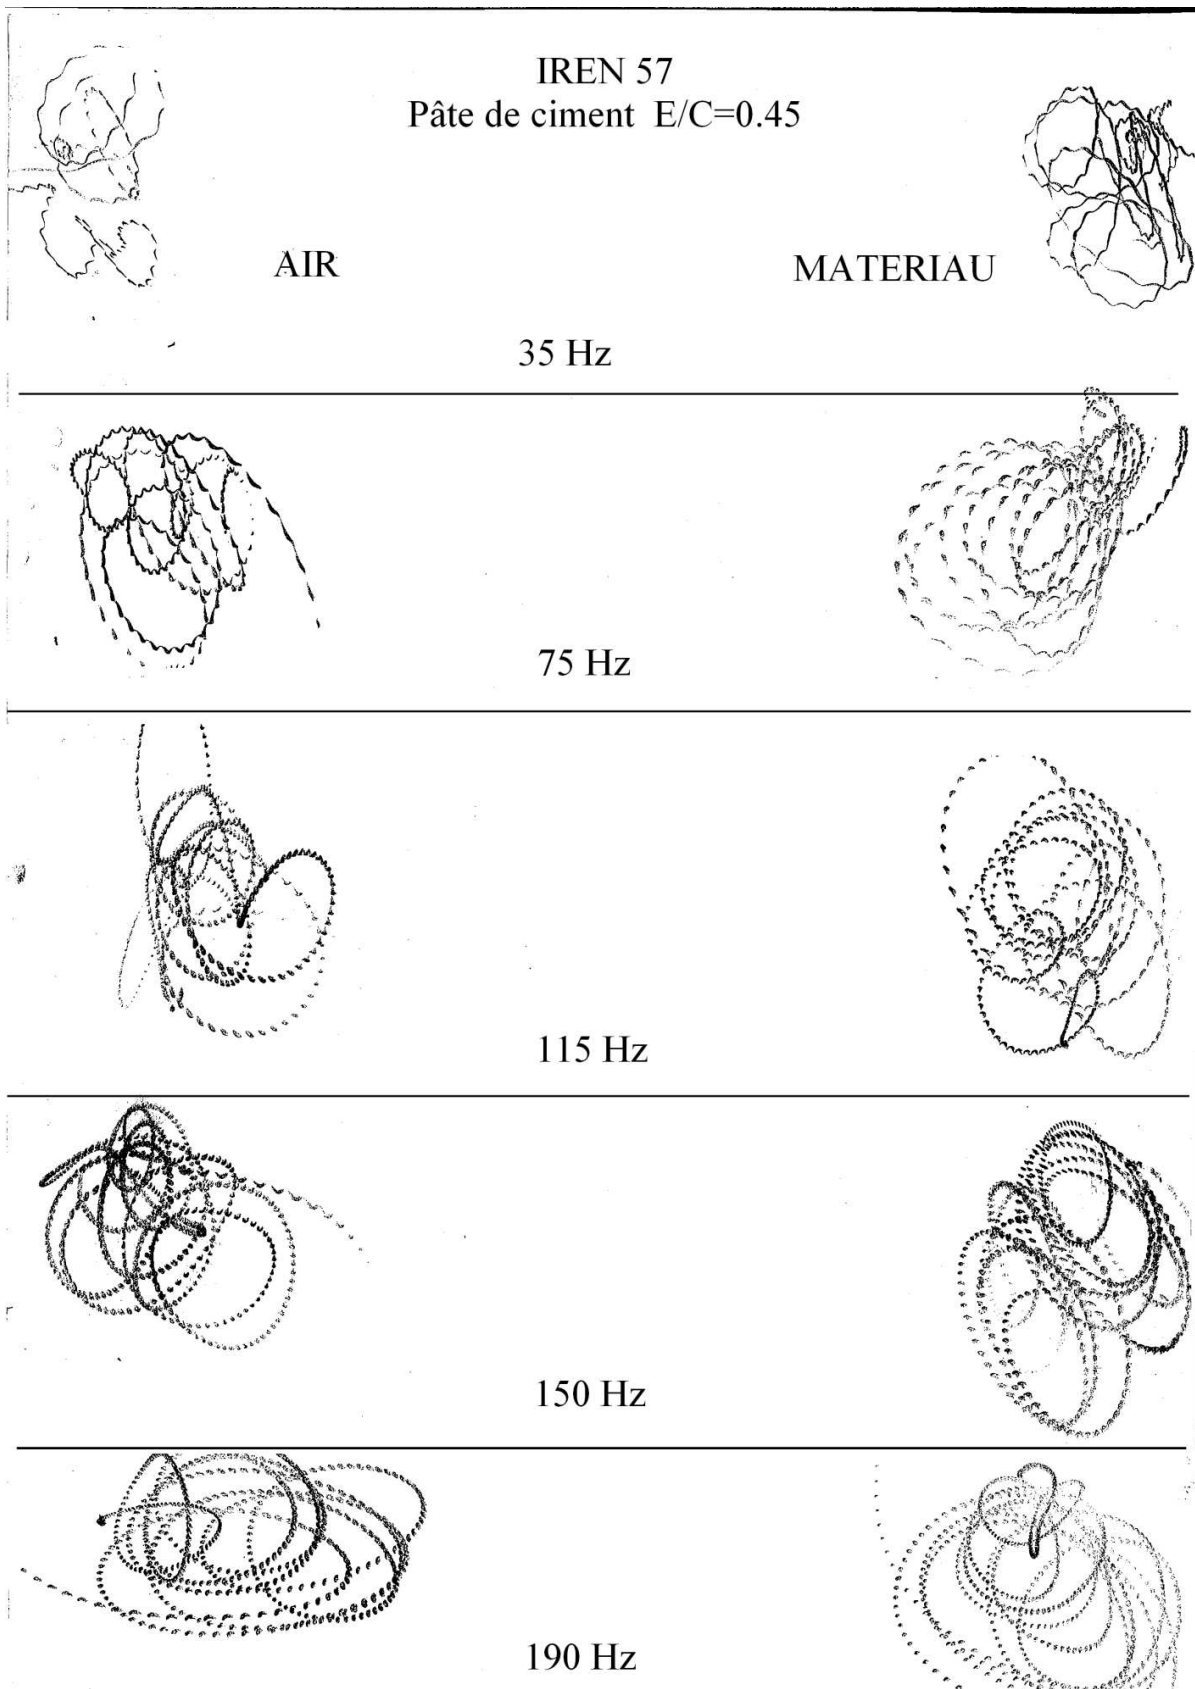 IREN 57
Pâte de ciment E/C=0.45
AIR
MATERIAU
35 Hz
75 Hz
115 Hz
150 Hz
190 Hz